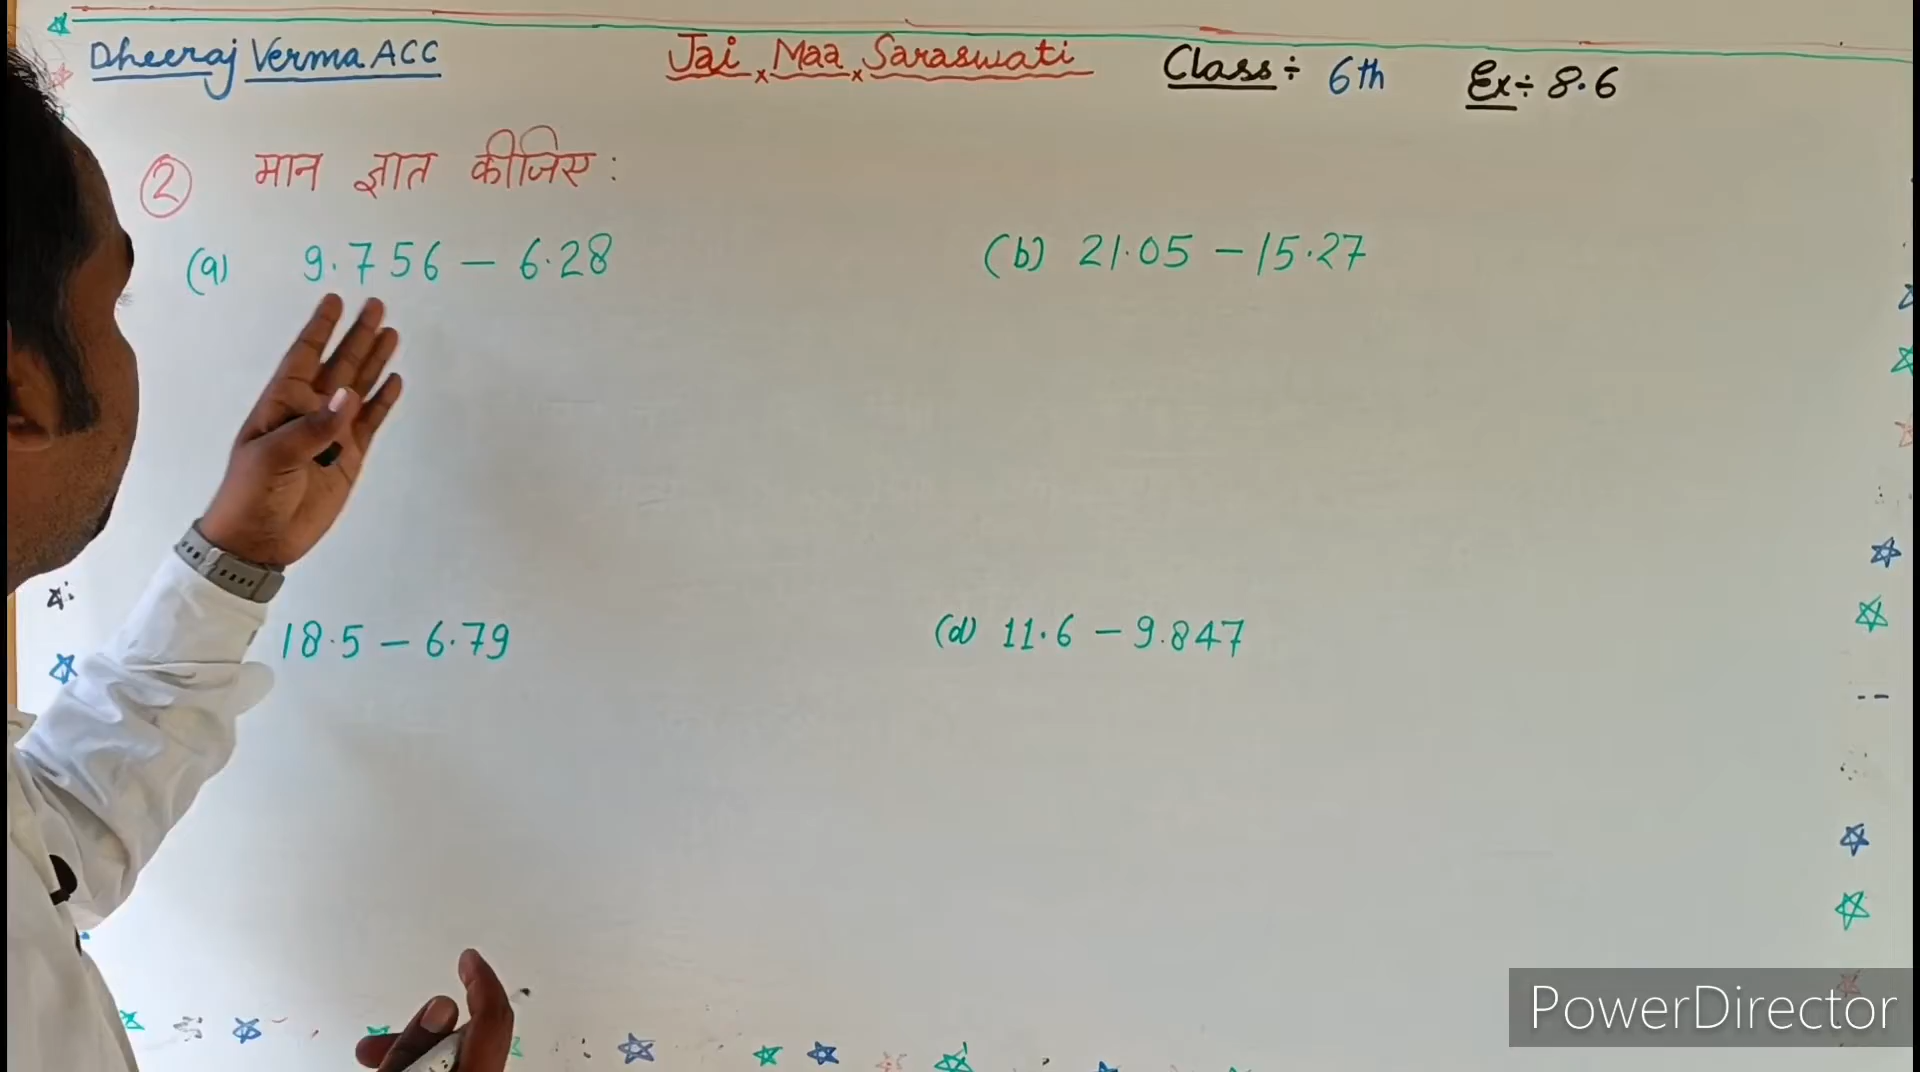 Dheeraj Verma ACC
Jai x Maa x Saraswati
Class ÷ 6th
Ex ÷ 8.6
② मान ज्ञात कीजिए :
(a) 9.756 – 6.28
(b) 21.05 – 15.27
18.5 – 6.79
(d) 11.6 – 9.847
PowerDirector